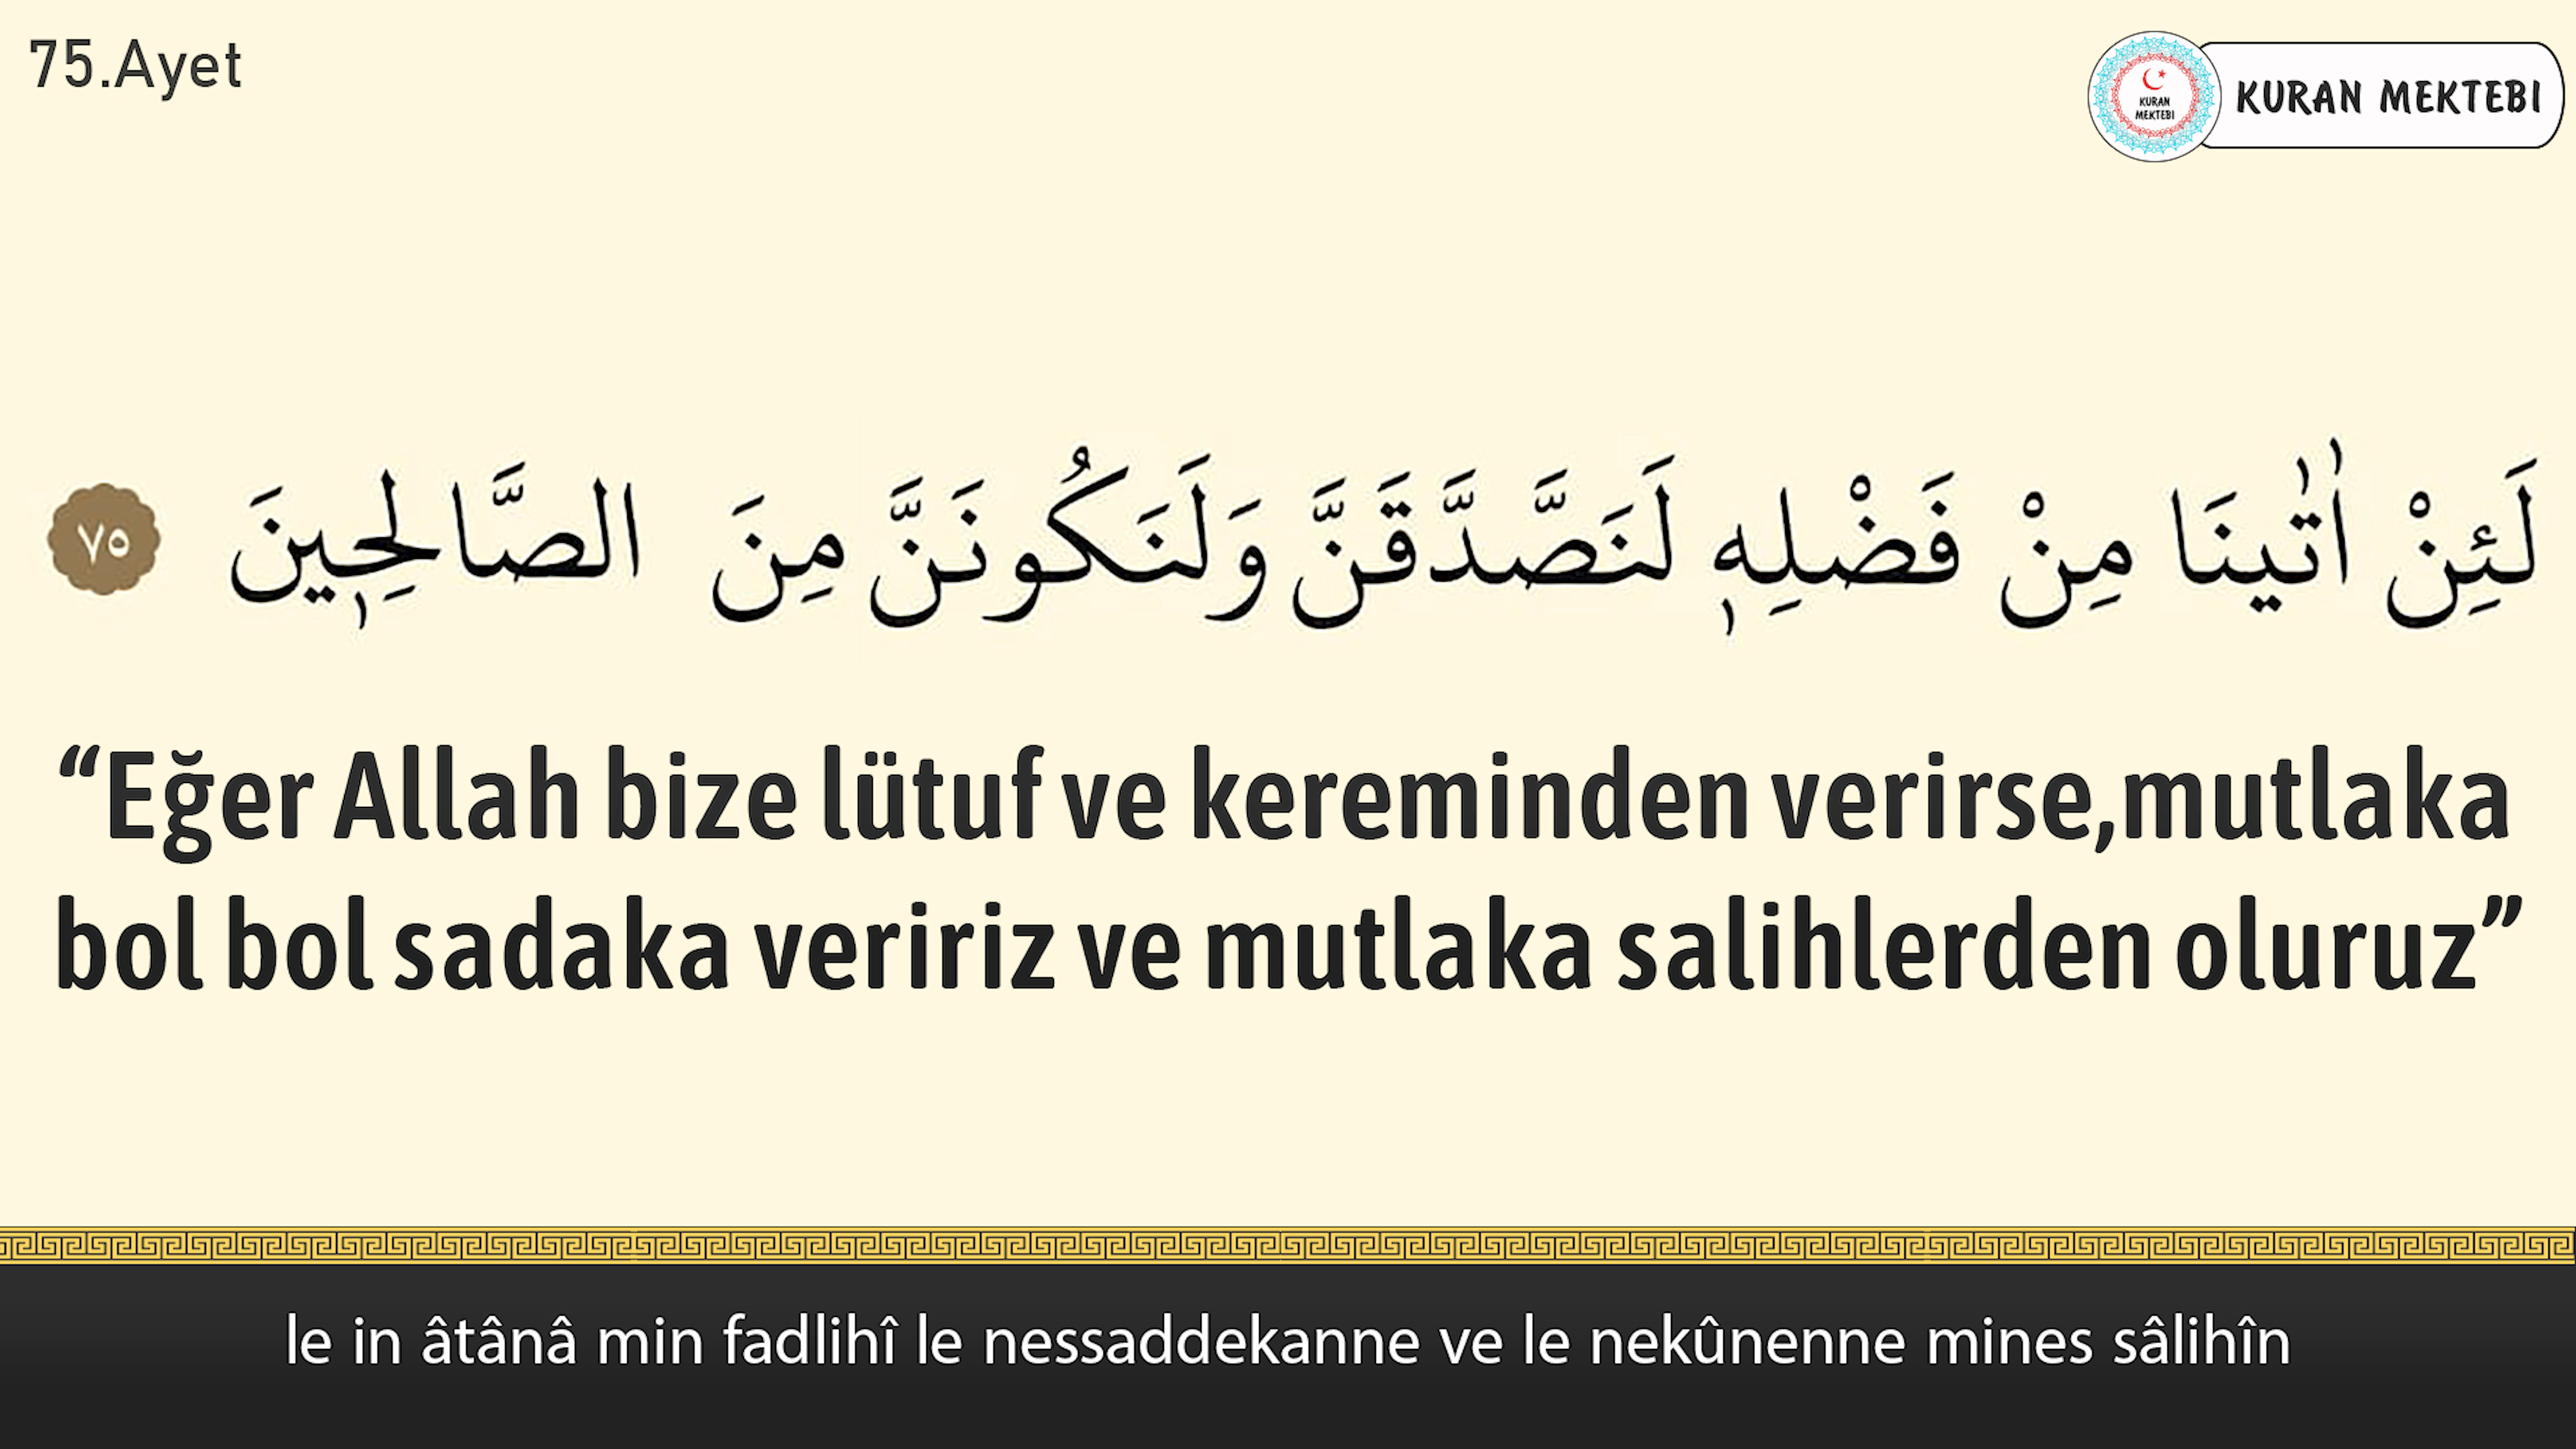 75.Ayet
KURAN
MEKTEBI
KURAN MEKTEBI
لَئِنْ اٰتٰينَا مِنْ فَضْلِه۪ لَنَصَّدَّقَنَّ وَلَنَكُونَنَّ مِنَ الصَّالِح۪ينَ ٧٥
“Eğer Allah bize lütuf ve kereminden verirse,mutlaka
bol bol sadaka veririz ve mutlaka salihlerden oluruz”
le in âtânâ min fadlihî le nessaddekanne ve le nekûnenne mines sâlihîn